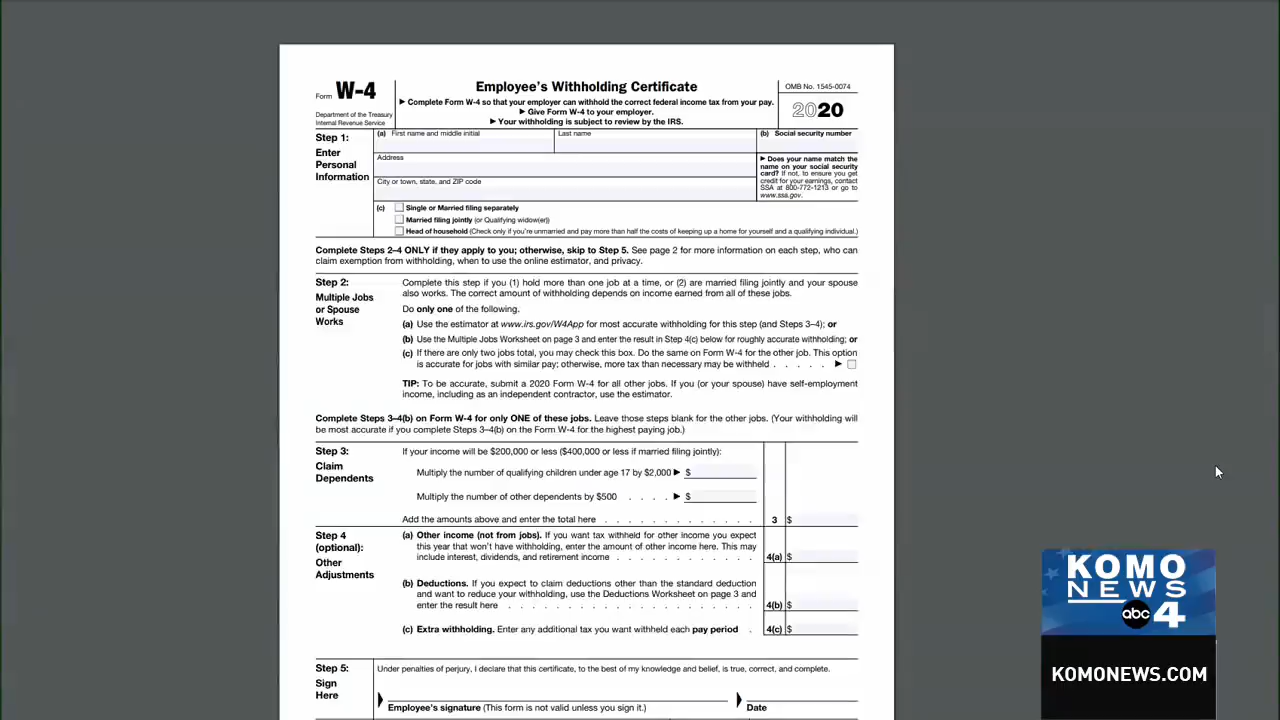 Form W-4
Department of the Treasury
Internal Revenue Service
Employee's Withholding Certificate
▶ Complete Form W-4 so that your employer can withhold the correct federal income tax from your pay.
▶ Give Form W-4 to your employer.
▶ Your withholding is subject to review by the IRS.
OMB No. 1545-0074
2020
Step 1:
Enter
Personal
Information
(a) First name and middle initial
Last name
(b) Social security number
Address
City or town, state, and ZIP code
▶ Does your name match the
name on your social security
card? If not, to ensure you get
credit for your earnings, contact
SSA at 800-772-1213 or go to
www.ssa.gov.
(c) Single or Married filing separately
Married filing jointly (or Qualifying widow(er))
Head of household (Check only if you're unmarried and pay more than half the costs of keeping up a home for yourself and a qualifying individual.)
Complete Steps 2–4 ONLY if they apply to you; otherwise, skip to Step 5. See page 2 for more information on each step, who can
claim exemption from withholding, when to use the online estimator, and privacy.
Step 2:
Multiple Jobs
or Spouse
Works
Complete this step if you (1) hold more than one job at a time, or (2) are married filing jointly and your spouse
also works. The correct amount of withholding depends on income earned from all of these jobs.
Do only one of the following.
(a) Use the estimator at www.irs.gov/W4App for most accurate withholding for this step (and Steps 3–4); or
(b) Use the Multiple Jobs Worksheet on page 3 and enter the result in Step 4(c) below for roughly accurate withholding; or
(c) If there are only two jobs total, you may check this box. Do the same on Form W-4 for the other job. This option
is accurate for jobs with similar pay; otherwise, more tax than necessary may be withheld . . . . . ▶
TIP: To be accurate, submit a 2020 Form W-4 for all other jobs. If you (or your spouse) have self-employment
income, including as an independent contractor, use the estimator.
Complete Steps 3–4(b) on Form W-4 for only ONE of these jobs. Leave those steps blank for the other jobs. (Your withholding will
be most accurate if you complete Steps 3–4(b) on the Form W-4 for the highest paying job.)
Step 3:
Claim
Dependents
If your income will be $200,000 or less ($400,000 or less if married filing jointly):
Multiply the number of qualifying children under age 17 by $2,000 ▶ $
Multiply the number of other dependents by $500 . . . . ▶ $
Add the amounts above and enter the total here . . . . . . . . . . . . . 3 $
Step 4
(optional):
Other
Adjustments
(a) Other income (not from jobs). If you want tax withheld for other income you expect
this year that won't have withholding, enter the amount of other income here. This may
include interest, dividends, and retirement income . . . . . . . . . . . . 4(a) $
(b) Deductions. If you expect to claim deductions other than the standard deduction
and want to reduce your withholding, use the Deductions Worksheet on page 3 and
enter the result here . . . . . . . . . . . . . . . . . . . . . 4(b) $
(c) Extra withholding. Enter any additional tax you want withheld each pay period . 4(c) $
Step 5:
Sign
Here
Under penalties of perjury, I declare that this certificate, to the best of my knowledge and belief, is true, correct, and complete.
Employee's signature (This form is not valid unless you sign it.)
Date
KOMO
NEWS
abc 4
KOMONEWS.COM